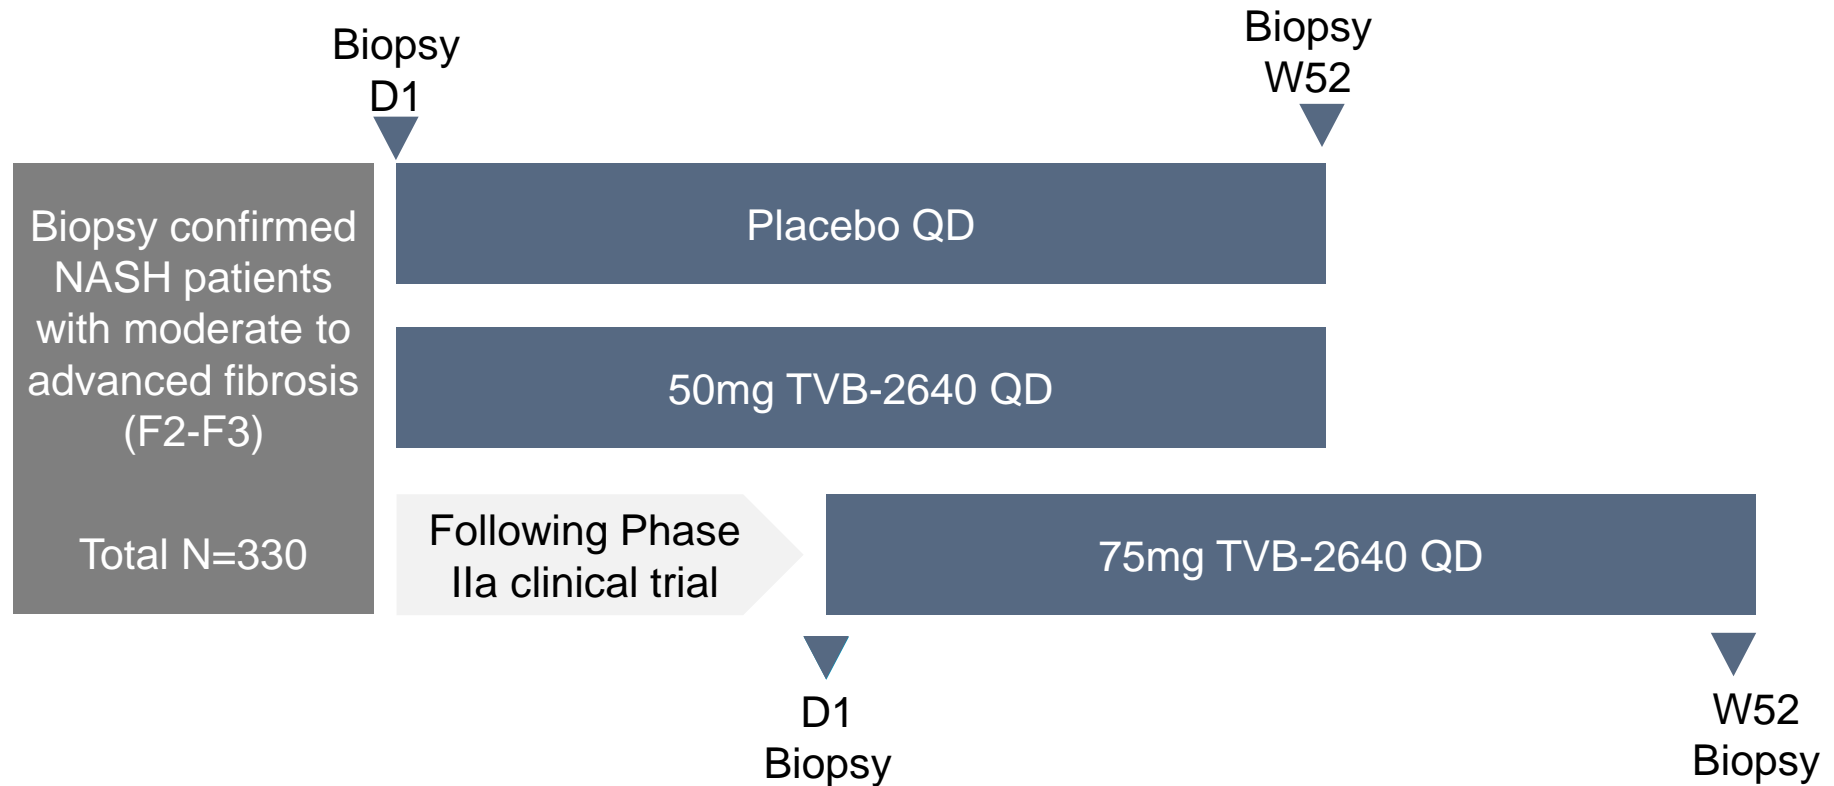 Biopsy
D1
Biopsy
W52
Biopsy confirmed
NASH patients
with moderate to
advanced fibrosis
(F2-F3)
Total N=330
Placebo QD
50mg TVB-2640 QD
Following Phase
IIa clinical trial
75mg TVB-2640 QD
D1
Biopsy
W52
Biopsy